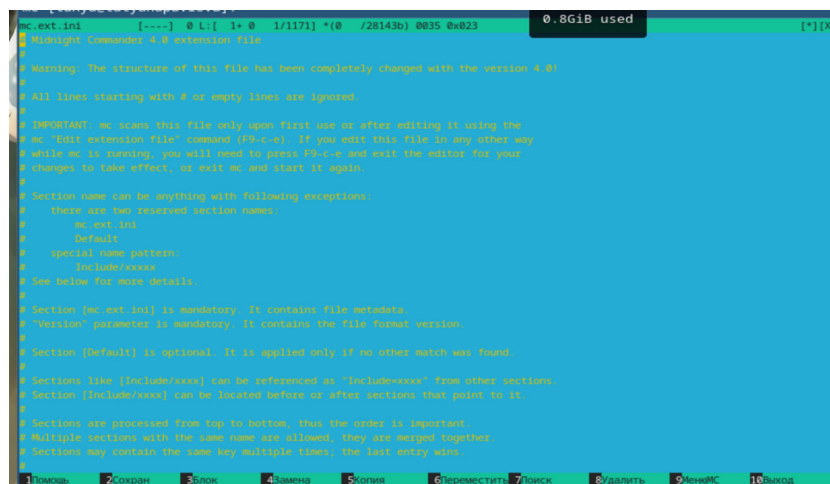 0.8GiB used
mc.ext.ini [----] 0 L:[ 1+ 0 1/1171] *(0 /28143b) 0035 0x023 [*][X
# Midnight Commander 4.0 extension file
#
# Warning: The structure of this file has been completely changed with the version 4.0!
#
# All lines starting with # or empty lines are ignored.
#
# IMPORTANT: mc scans this file only upon first use or after editing it using the
# mc "Edit extension file" command (F9-c-e). If you edit this file in any other way
# while mc is running, you will need to press F9-c-e and exit the editor for your
# changes to take effect, or exit mc and start it again.
#
# Section name can be anything with following exceptions:
# there are two reserved section names:
# mc.ext.ini
# Default
# special name pattern:
# Include/xxxxx
# See below for more details.
#
# Section [mc.ext.ini] is mandatory. It contains file metadata.
# "Version" parameter is mandatory. It contains the file format version.
#
# Section [Default] is optional. It is applied only if no other match was found.
#
# Sections like [Include/xxxx] can be referenced as "Include=xxxx" from other sections.
# Section [Include/xxxx] can be located before or after sections that point to it.
#
# Sections are processed from top to bottom, thus the order is important.
# Multiple sections with the same name are allowed, they are merged together.
# Sections may contain the same key multiple times; the last entry wins.
#
1Помощь 2Сохран 3Блок 4Замена 5Копия 6Переместить 7Поиск 8Удалить 9МенюMC 10Выход